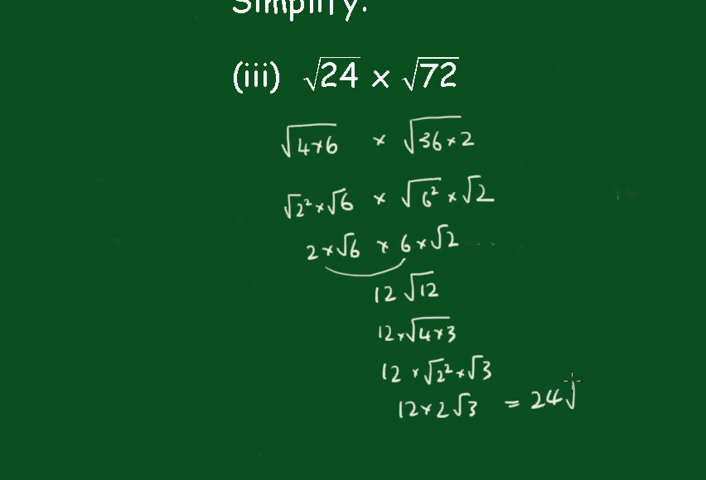 Simplify:
(iii) √24 × √72
√4×6 × √36×2
√2² × √6 × √6² × √2
2 × √6 × 6 × √2
12 √12
12 × √4×3
12 × √2² × √3
12 × 2 √3 = 24 √